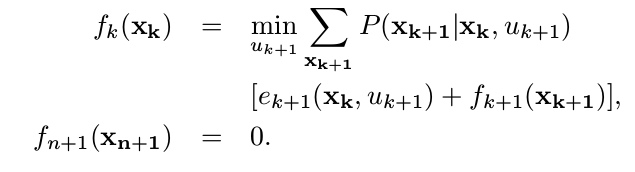 f_k(x_k) = min_{u_{k+1}} ∑_{x_{k+1}} P(x_{k+1}|x_k, u_{k+1})
[e_{k+1}(x_k, u_{k+1}) + f_{k+1}(x_{k+1})],
f_{n+1}(x_{n+1}) = 0.